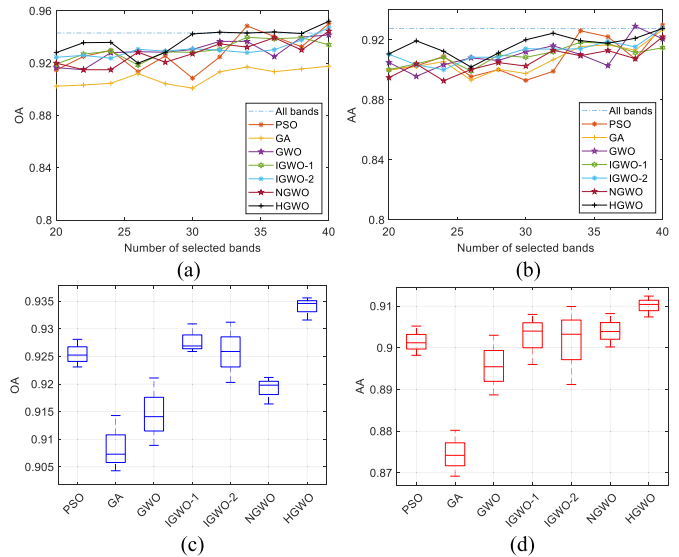 0.96
0.92
0.88
0.84
0.8
OA
20 25 30 35 40
Number of selected bands
All bands
PSO
GA
GWO
IGWO-1
IGWO-2
NGWO
HGWO
(a)
0.92
0.88
0.84
0.8
AA
20 25 30 35 40
Number of selected bands
All bands
PSO
GA
GWO
IGWO-1
IGWO-2
NGWO
HGWO
(b)
0.935
0.93
0.925
0.92
0.915
0.91
0.905
OA
PSO GA GWO IGWO-1 IGWO-2 NGWO HGWO
(c)
0.91
0.9
0.89
0.88
0.87
AA
PSO GA GWO IGWO-1 IGWO-2 NGWO HGWO
(d)